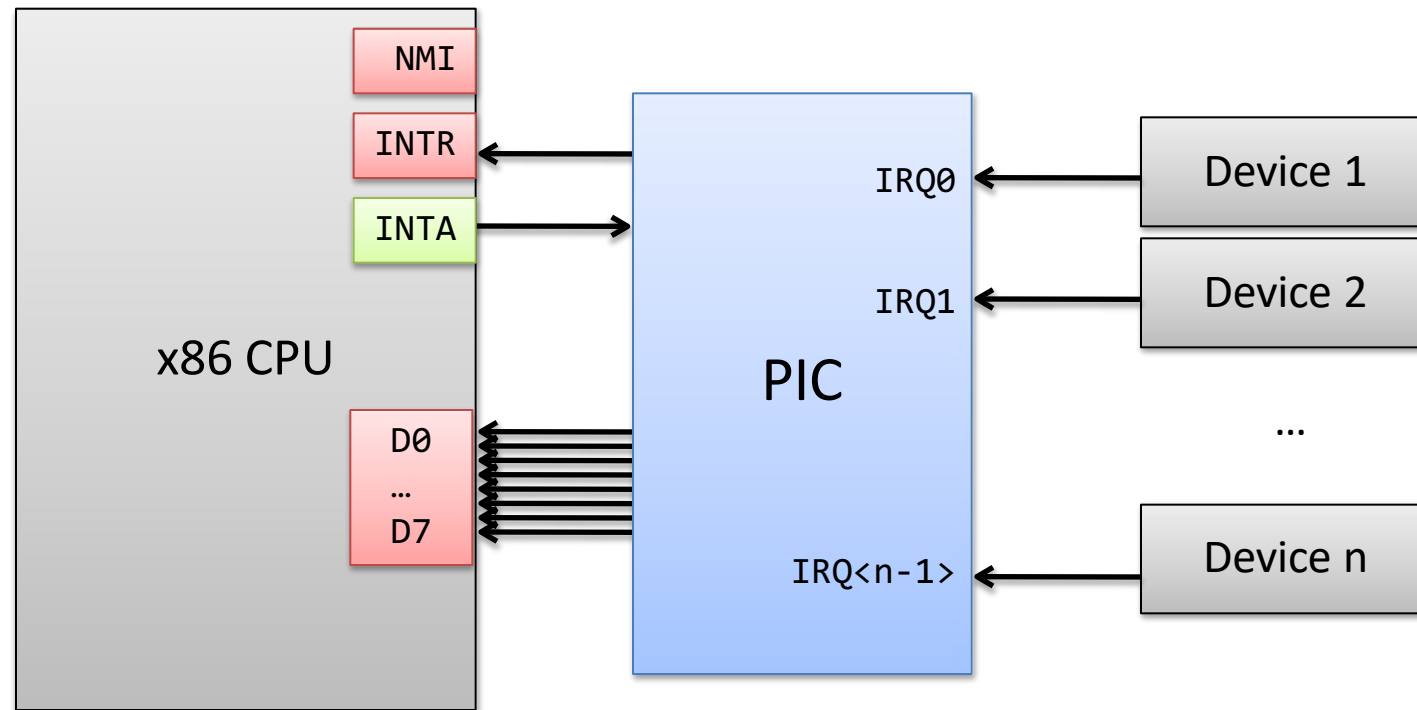 NMI
INTR
INTA
x86 CPU
D0
…
D7
PIC
IRQ0
IRQ1
IRQ<n-1>
Device 1
Device 2
…
Device n